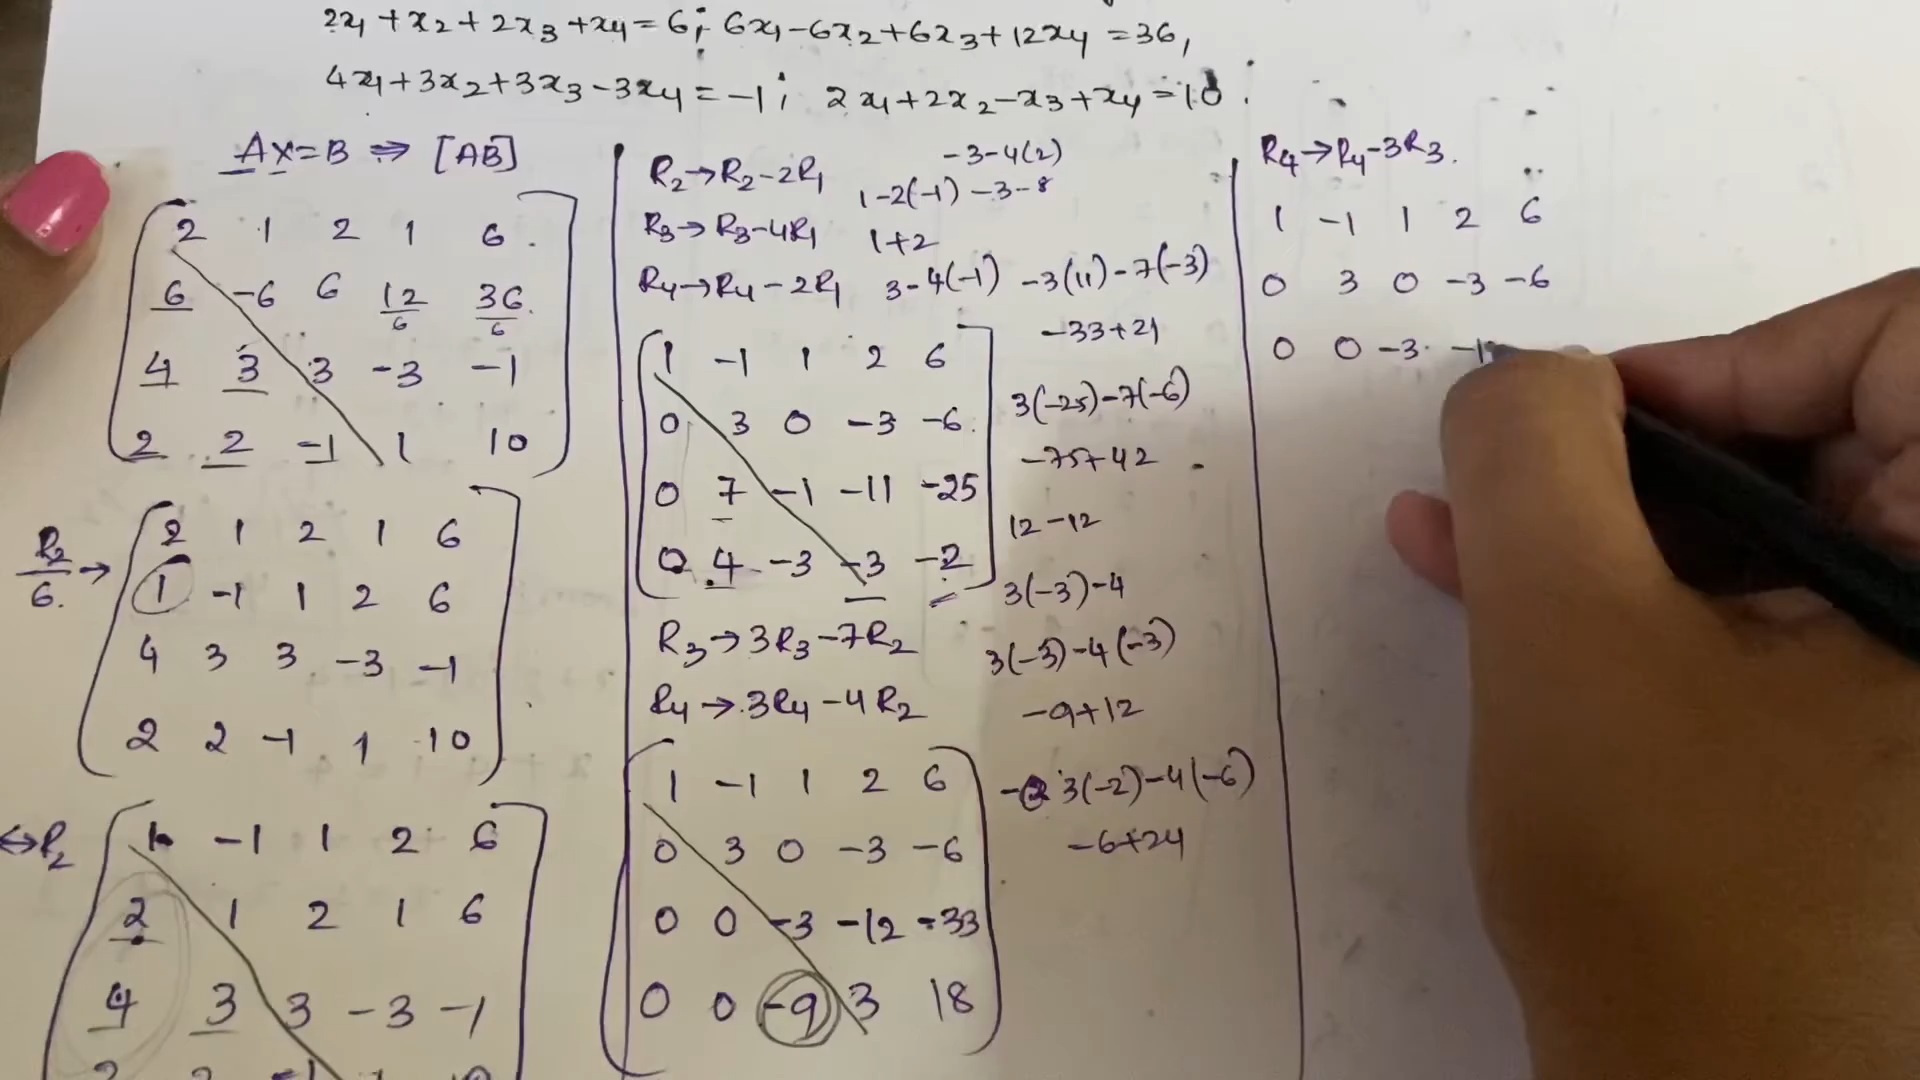 2x1 + x2 + 2x3 + x4 = 6; 6x1 - 6x2 + 6x3 + 12x4 = 36,
4x1 + 3x2 + 3x3 - 3x4 = -1; 2x1 + 2x2 - x3 + x4 = 10.
AX=B ⇒ [AB]
2 1 2 1 6
6 -6 6 12/6 36/6
4 3 3 -3 -1
2 2 -1 1 10
R2/6 →
2 1 2 1 6
1 -1 1 2 6
4 3 3 -3 -1
2 2 -1 1 10
↔R2
1 -1 1 2 6
2 1 2 1 6
4 3 3 -3 -1
R2→R2-2R1
R3→R3-4R1
R4→R4-2R1
-3-4(2)
1-2(-1) -3-8
1+2
3-4(-1) -3(11)-7(-3)
-33+21
1 -1 1 2 6
0 3 0 -3 -6
0 7 -1 -11 -25
0 4 -3 -3 -2
3(-25)-7(-6)
-75+42
12-12
3(-3)-4
R3→3R3-7R2
R4→3R4-4R2
3(-3)-4(-3)
-9+12
1 -1 1 2 6
0 3 0 -3 -6
0 0 -3 -12 -33
0 0 -9 3 18
3(-2)-4(-6)
-6+24
R4→R4-3R3.
1 -1 1 2 6
0 3 0 -3 -6
0 0 -3 -1